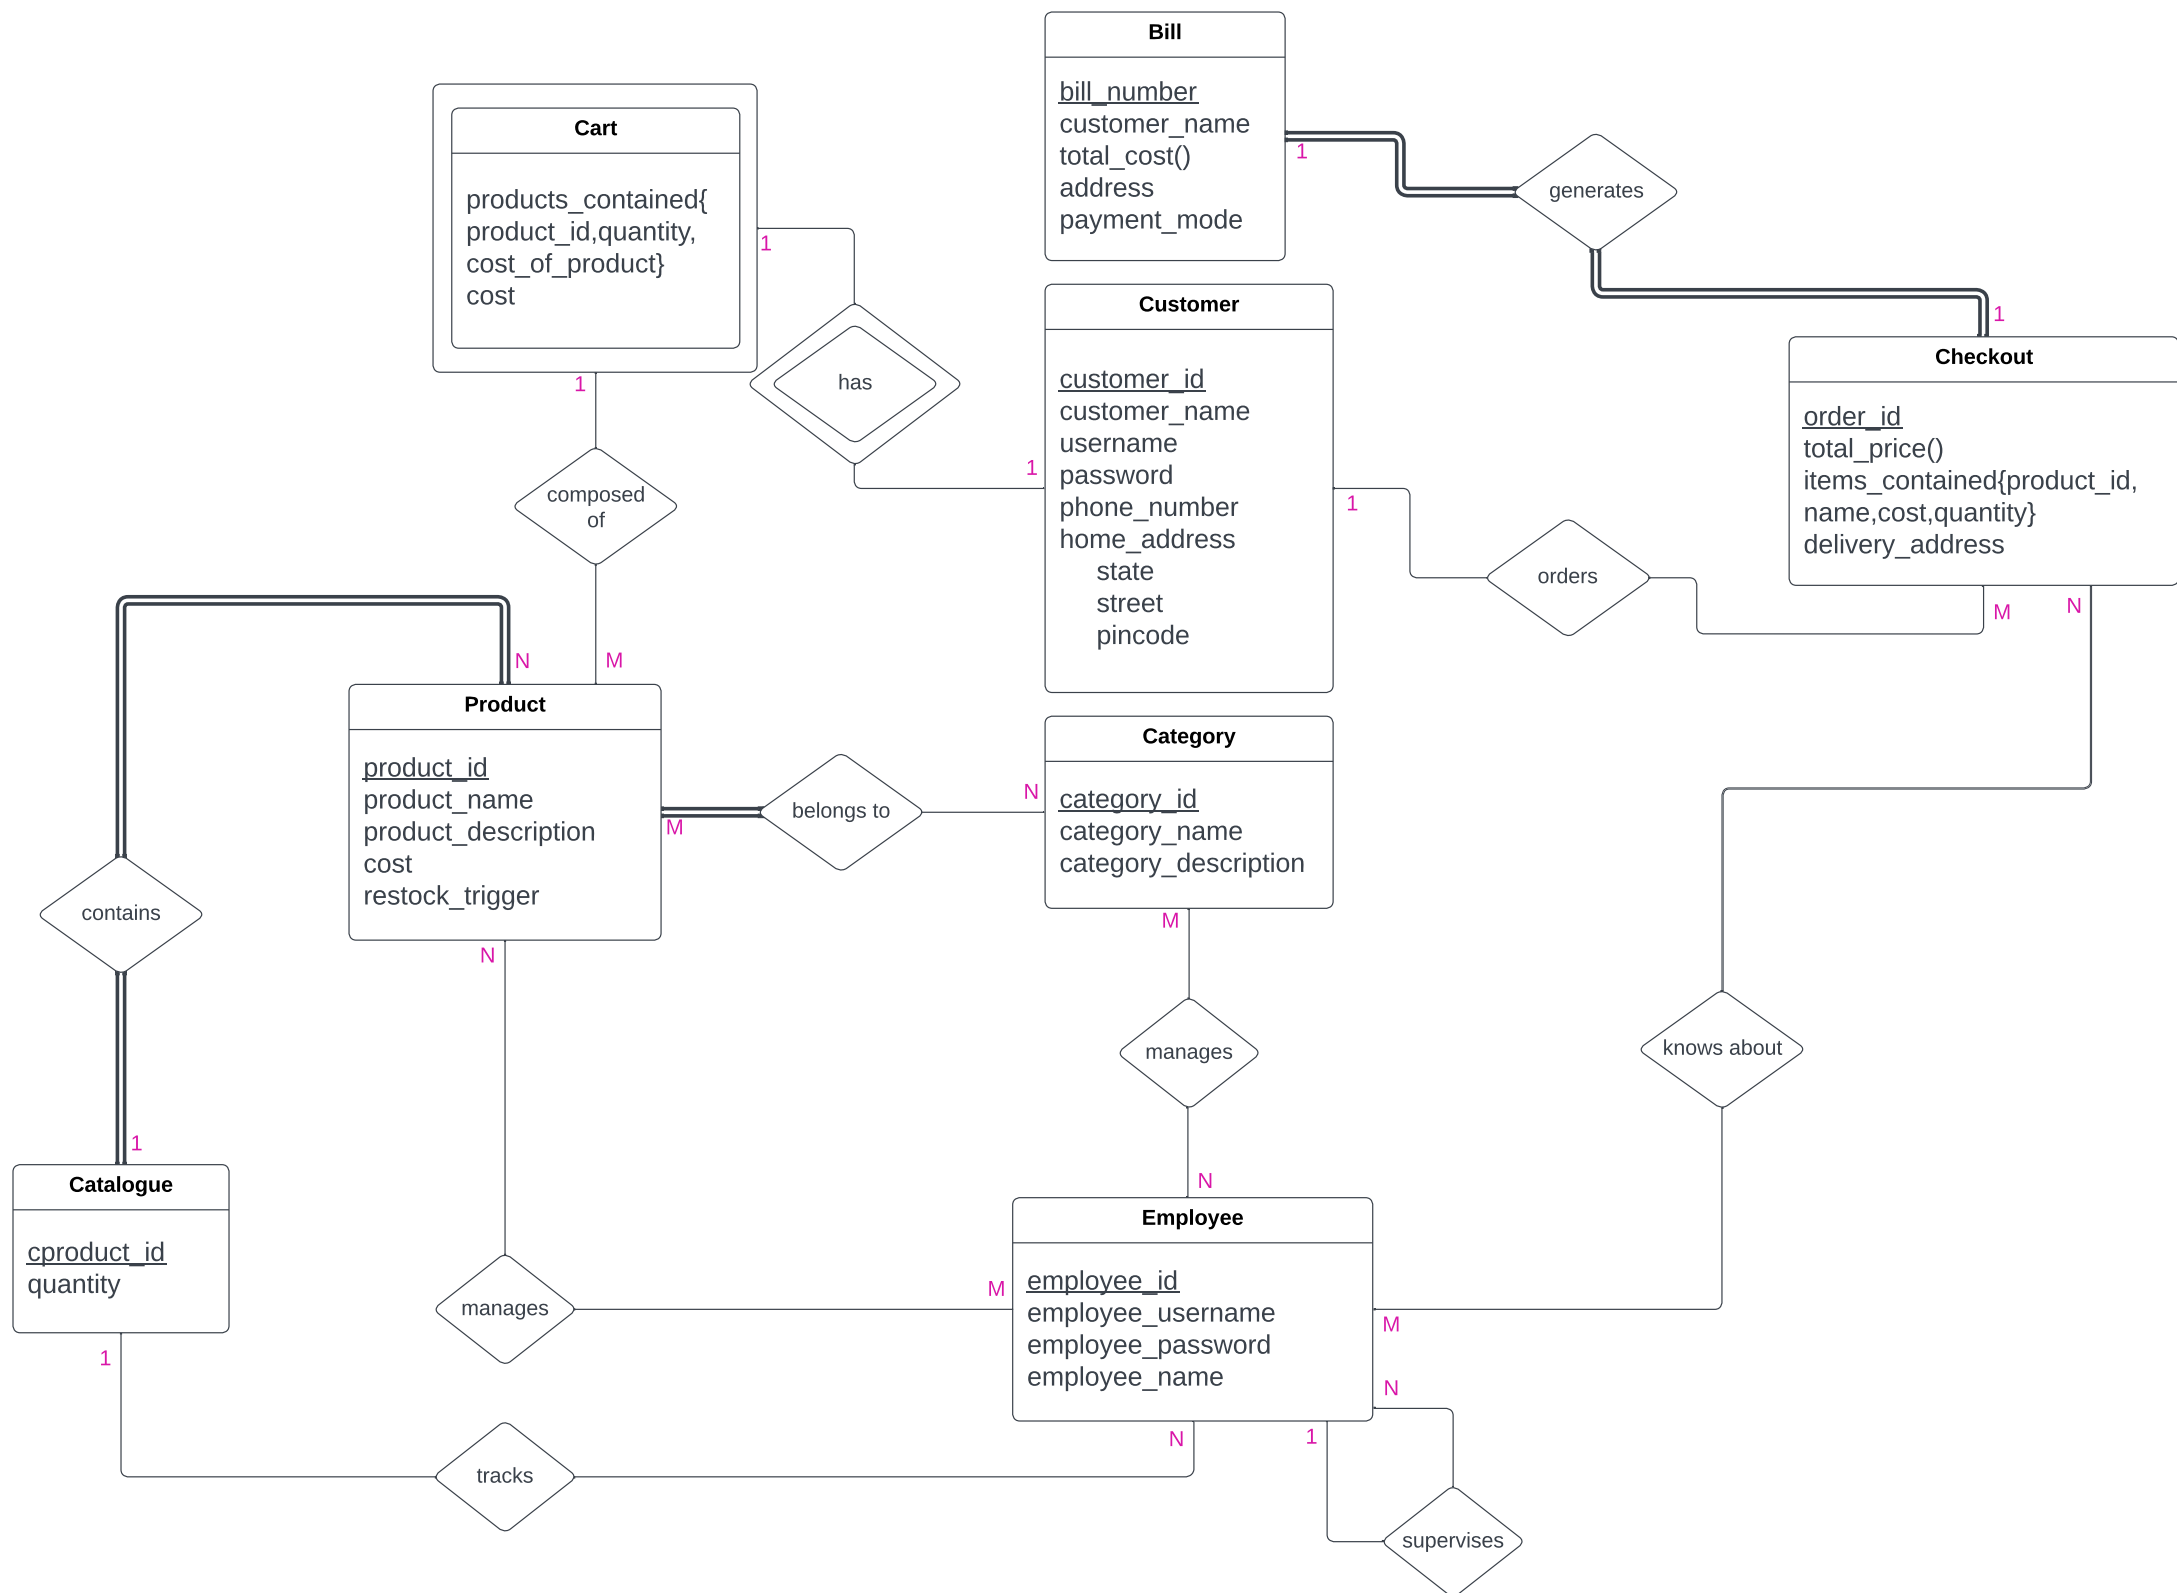 Bill
bill_number
customer_name
total_cost()
address
payment_mode
1
generates
1
Cart
products_contained{
product_id,quantity,
cost_of_product}
cost
1
has
1
1
composed
of
M
Customer
customer_id
customer_name
username
password
phone_number
home_address
state
street
pincode
1
orders
M
Checkout
order_id
total_price()
items_contained{product_id,
name,cost,quantity}
delivery_address
N
knows about
M
N
Product
product_id
product_name
product_description
cost
restock_trigger
M
belongs to
N
Category
category_id
category_name
category_description
M
manages
N
contains
1
Catalogue
cproduct_id
quantity
1
tracks
N
N
manages
M
Employee
employee_id
employee_username
employee_password
employee_name
N
1
supervises